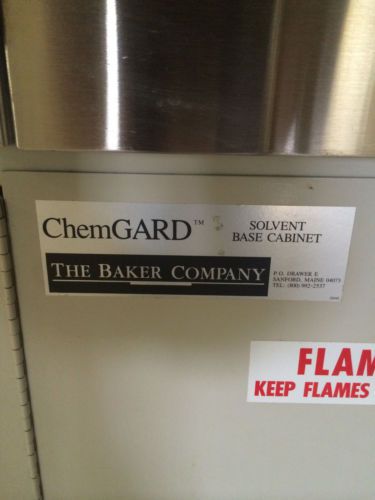 ChemGARD™
SOLVENT
BASE CABINET
THE BAKER COMPANY
P.O. DRAWER E
SANFORD, MAINE 04073
TEL: (800) 992-2537
FLAM
KEEP FLAMES